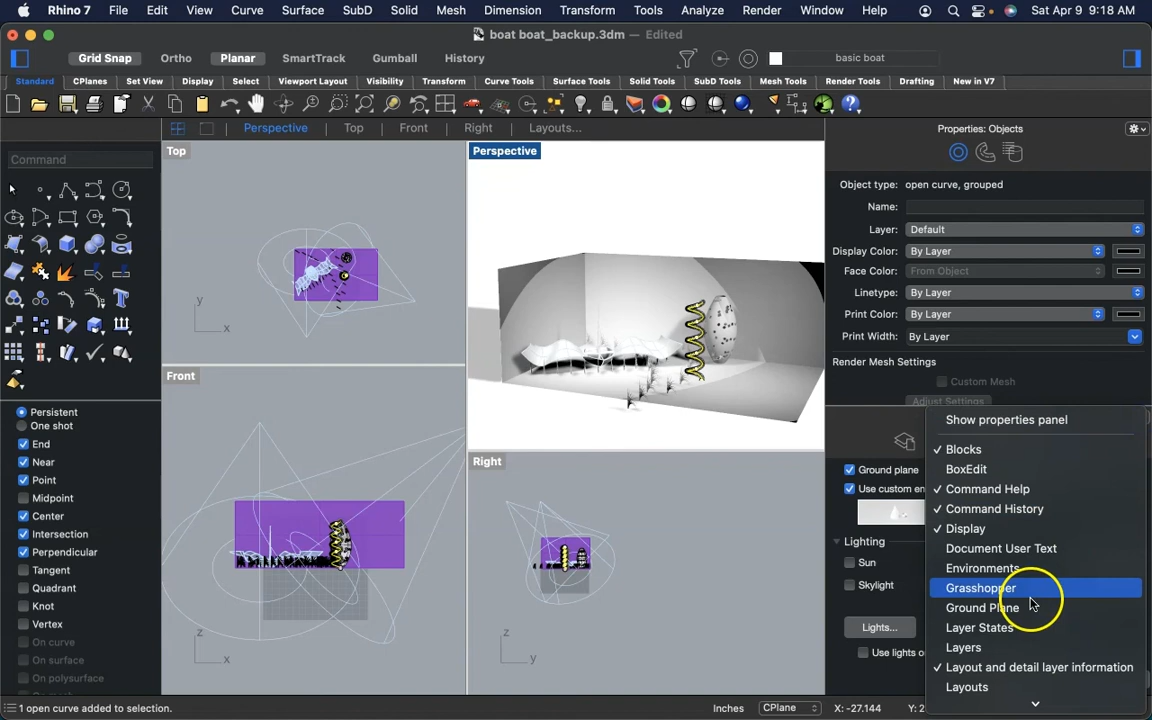 Rhino 7 File Edit View Curve Surface SubD Solid Mesh Dimension Transform Tools Analyze Render Window Help Sat Apr 9 9:18 AM
boat boat_backup.3dm — Edited
Grid Snap Ortho Planar SmartTrack Gumball History basic boat
Standard CPlanes Set View Display Select Viewport Layout Visibility Transform Curve Tools Surface Tools Solid Tools SubD Tools Mesh Tools Render Tools Drafting New in V7
Perspective Top Front Right Layouts...
Command
Persistent
One shot
End
Near
Point
Midpoint
Center
Intersection
Perpendicular
Tangent
Quadrant
Knot
Vertex
On curve
On surface
On polysurface
Top
y
x
Perspective
Front
z
x
Right
z
y
Properties: Objects
Object type: open curve, grouped
Name:
Layer: Default
Display Color: By Layer
Face Color: From Object
Linetype: By Layer
Print Color: By Layer
Print Width: By Layer
Render Mesh Settings
Custom Mesh
Adjust Settings
Ground plane
Use custom en
Lighting
Sun
Skylight
Lights...
Use lights o
Show properties panel
✓ Blocks
BoxEdit
✓ Command Help
✓ Command History
✓ Display
Document User Text
Environments
Grasshopper
Ground Plane
Layer States
Layers
✓ Layout and detail layer information
Layouts
1 open curve added to selection. Inches CPlane X: -27.144 Y: 2